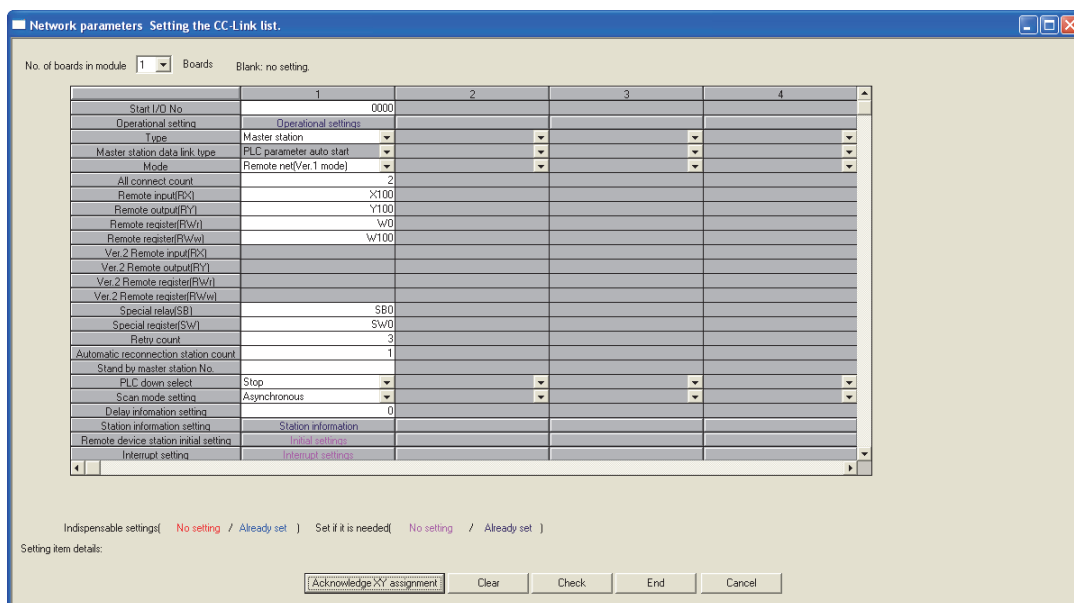 Network parameters Setting the CC-Link list.
No. of boards in module 1 Boards Blank: no setting.
1 2 3 4
Start I/O No 0000
Operational setting Operational settings
Type Master station
Master station data link type PLC parameter auto start
Mode Remote net(Ver.1 mode)
All connect count 2
Remote input(RX) X100
Remote output(RY) Y100
Remote register(RWr) W0
Remote register(RWw) W100
Ver.2 Remote input(RX)
Ver.2 Remote output(RY)
Ver.2 Remote register(RWr)
Ver.2 Remote register(RWw)
Special relay(SB) SB0
Special register(SW) SW0
Retry count 3
Automatic reconnection station count 1
Stand by master station No.
PLC down select Stop
Scan mode setting Asynchronous
Delay infomation setting 0
Station information setting Station information
Remote device station initial setting Initial settings
Interrupt setting Interrupt settings
Indispensable settings( No setting / Already set ) Set if it is needed( No setting / Already set )
Setting item details:
Acknowledge XY assignment Clear Check End Cancel